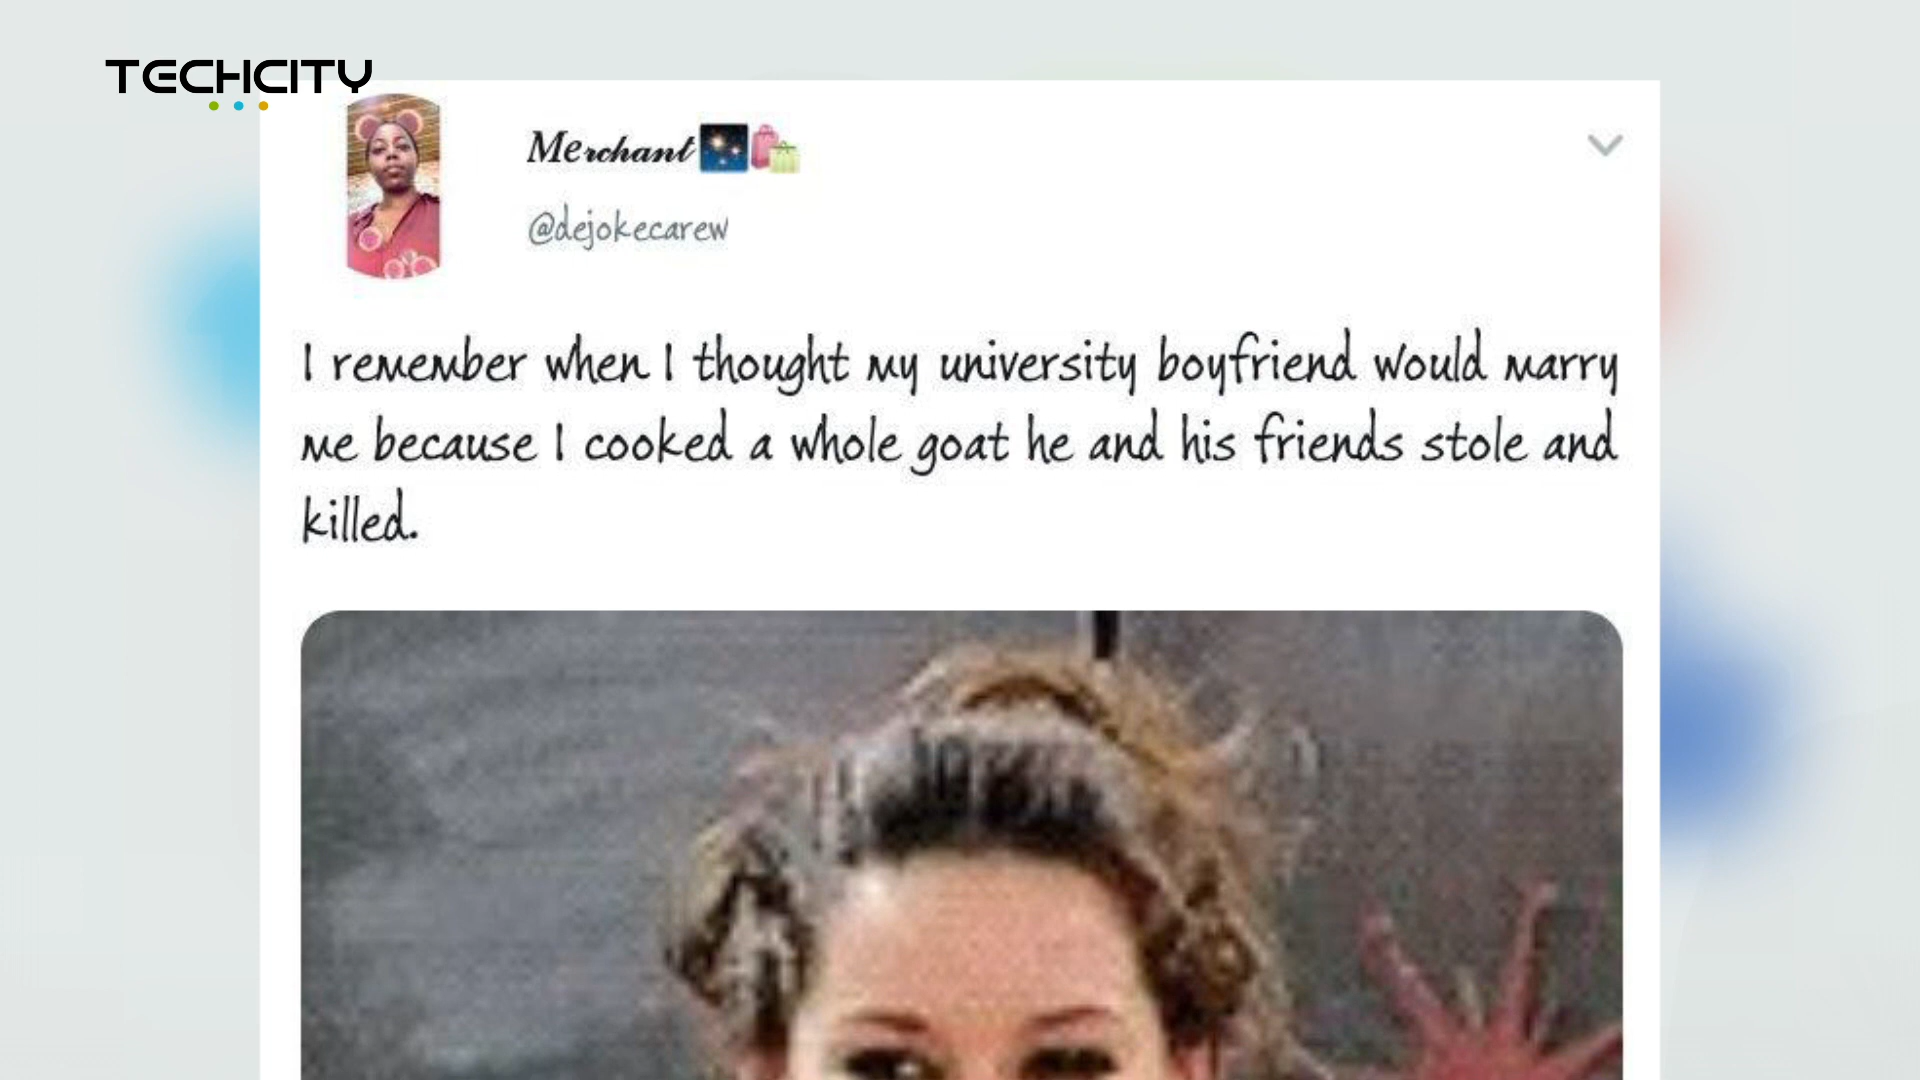 TECHCITY
Merchant🌌🛍️
@dejokecarew
I remember when I thought my university boyfriend would marry
me because I cooked a whole goat he and his friends stole and
killed.